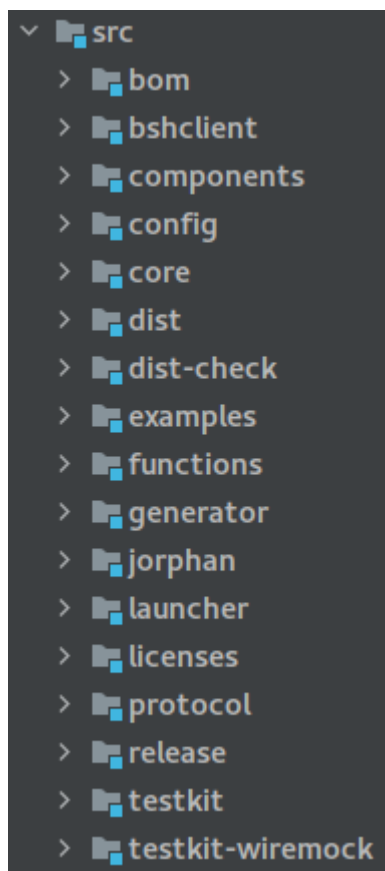 src
bom
bshclient
components
config
core
dist
dist-check
examples
functions
generator
jorphan
launcher
licenses
protocol
release
testkit
testkit-wiremock